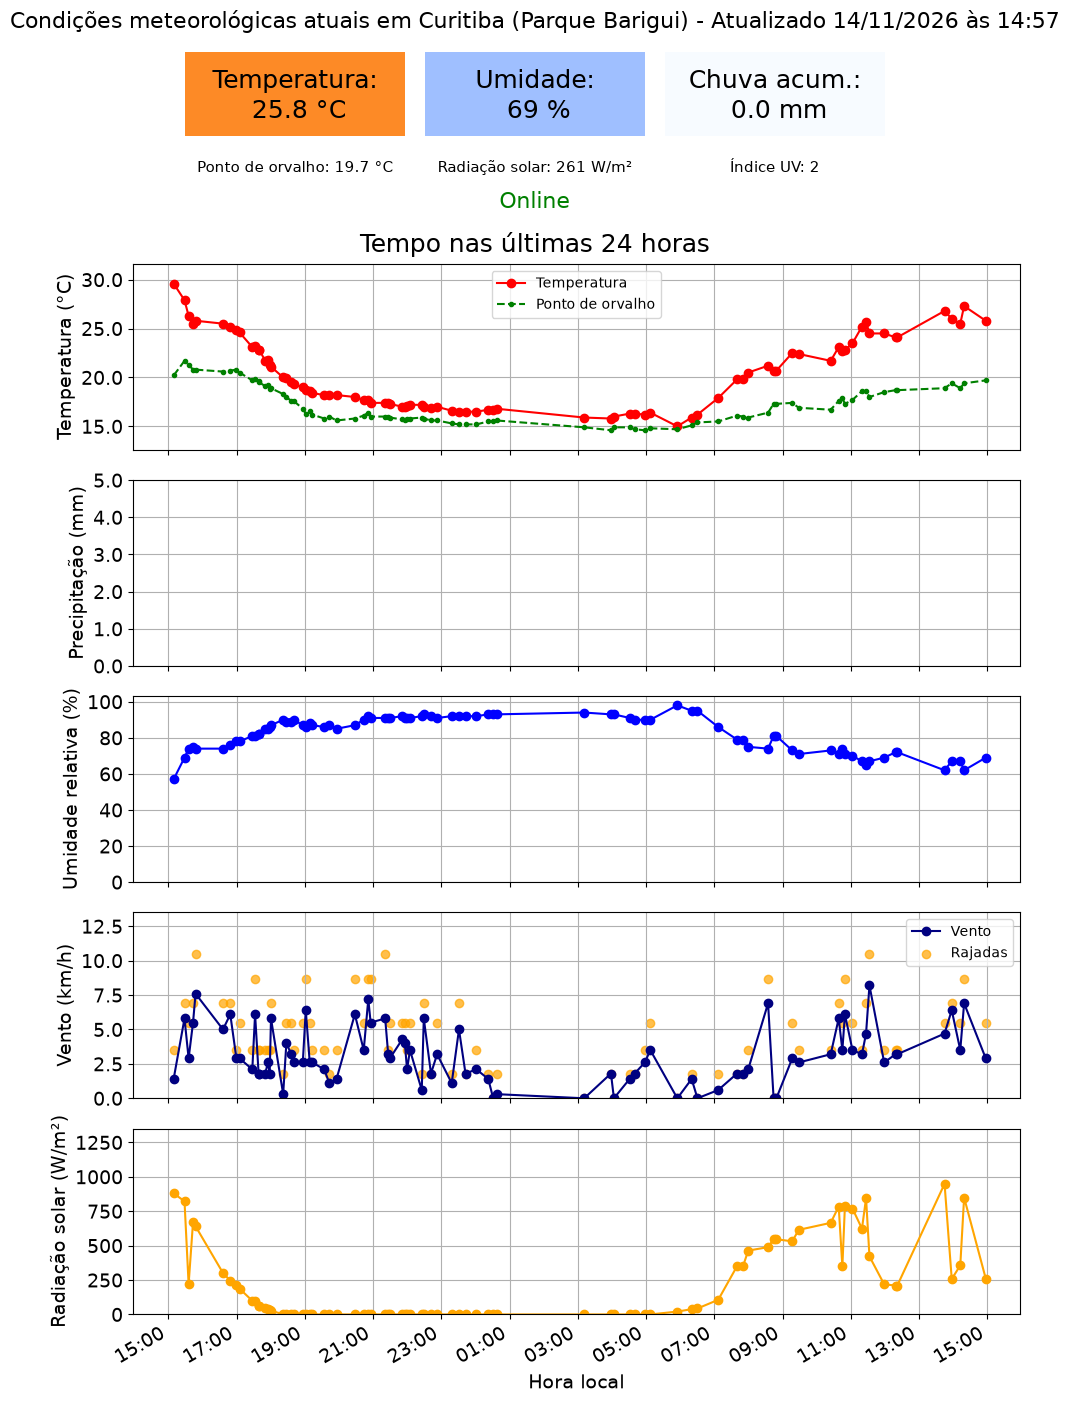 Condições meteorológicas atuais em Curitiba (Parque Barigui) - Atualizado 14/11/2026 às 14:57
Temperatura:
25.8 °C
Umidade:
69 %
Chuva acum.:
0.0 mm
Ponto de orvalho: 19.7 °C
Radiação solar: 261 W/m²
Índice UV: 2
Online
Tempo nas últimas 24 horas
Temperatura (°C)
30.0
25.0
20.0
15.0
Temperatura
Ponto de orvalho
Precipitação (mm)
5.0
4.0
3.0
2.0
1.0
0.0
Umidade relativa (%)
100
80
60
40
20
0
Vento (km/h)
12.5
10.0
7.5
5.0
2.5
0.0
Vento
Rajadas
Radiação solar (W/m²)
1250
1000
750
500
250
0
15:00
17:00
19:00
21:00
23:00
01:00
03:00
05:00
07:00
09:00
11:00
13:00
15:00
Hora local